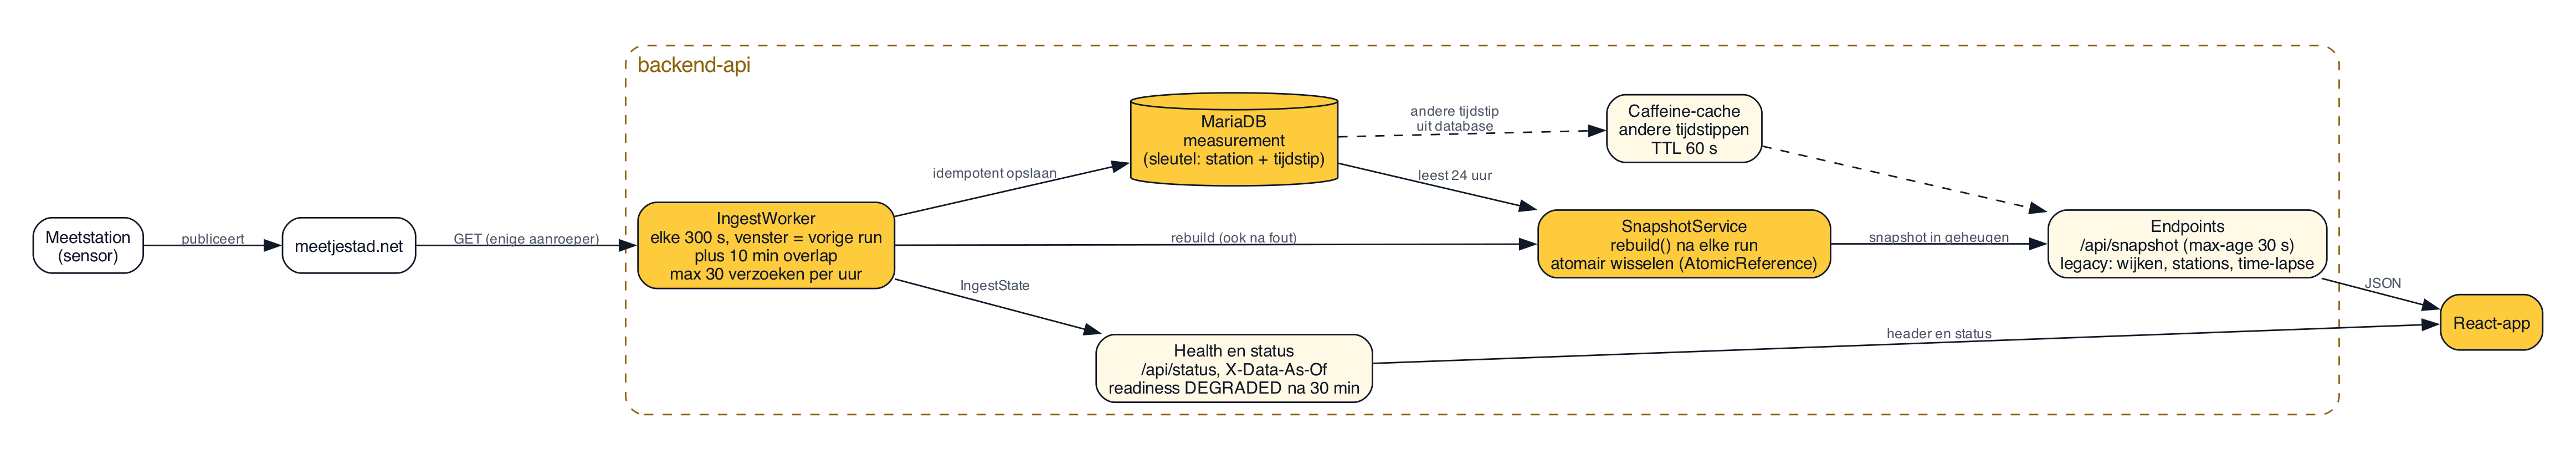 backend-api
Meetstation
(sensor)
publiceert
meetjestad.net
GET (enige aanroeper)
IngestWorker
elke 300 s, venster = vorige run
plus 10 min overlap
max 30 verzoeken per uur
idempotent opslaan
MariaDB
measurement
(sleutel: station + tijdstip)
andere tijdstip
uit database
Caffeine-cache
andere tijdstippen
TTL 60 s
leest 24 uur
rebuild (ook na fout)
SnapshotService
rebuild() na elke run
atomair wisselen (AtomicReference)
snapshot in geheugen
Endpoints
/api/snapshot (max-age 30 s)
legacy: wijken, stations, time-lapse
IngestState
Health en status
/api/status, X-Data-As-Of
readiness DEGRADED na 30 min
header en status
JSON
React-app